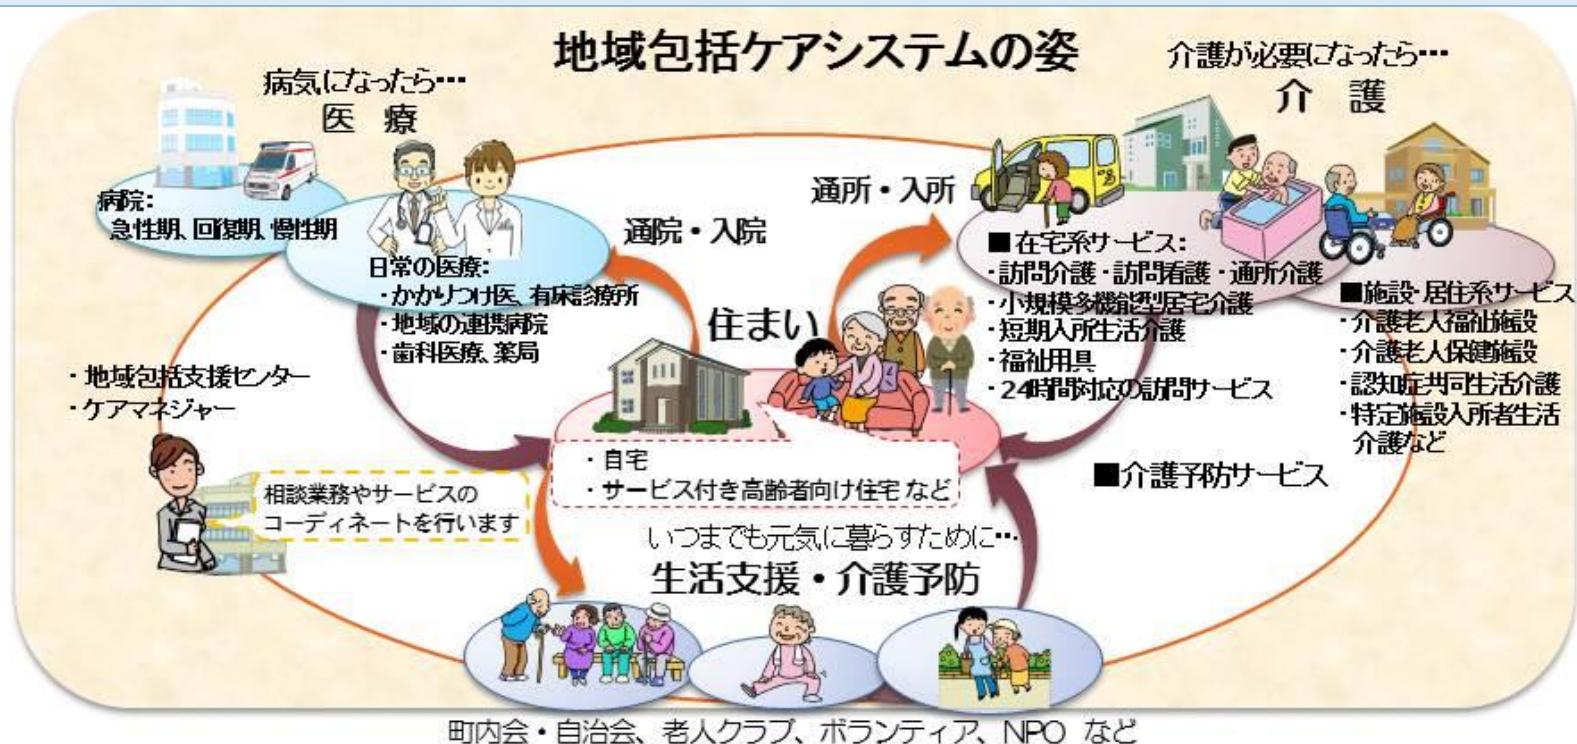 地域包括ケアシステムの姿
病気になったら･･･
医 療
介護が必要になったら･･･
介 護
病院：
急性期、回復期、慢性期
日常の医療：
・かかりつけ医、有床診療所
・地域の連携病院
・歯科医療、薬局
通院・入院
通所・入所
住まい
■在宅系サービス：
・訪問介護・訪問看護・通所介護
・小規模多機能型居宅介護
・短期入所生活介護
・福祉用具
・24時間対応の訪問サービス
■施設・居住系サービス
・介護老人福祉施設
・介護老人保健施設
・認知症共同生活介護
・特定施設入所者生活
介護など
■介護予防サービス
・地域包括支援センター
・ケアマネジャー
相談業務やサービスの
コーディネートを行います
・自宅
・サービス付き高齢者向け住宅 など
いつまでも元気に暮らすために･･･
生活支援・介護予防
町内会・自治会、老人クラブ、ボランティア、NPO など